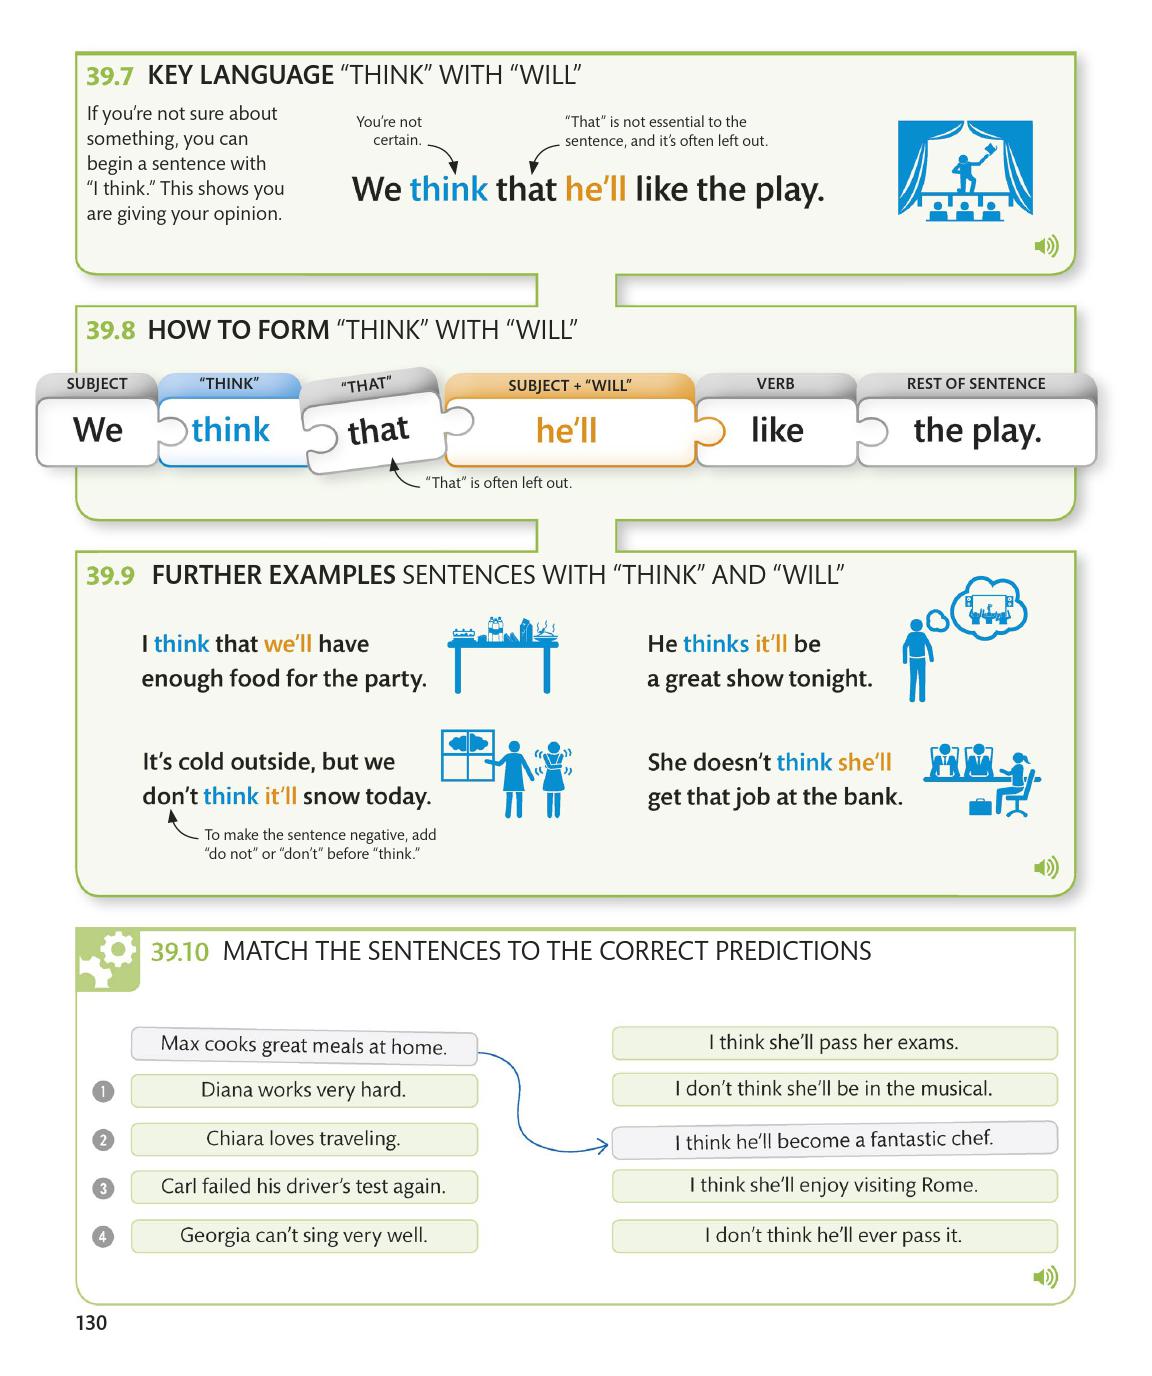 39.7 KEY LANGUAGE “THINK” WITH “WILL”
If you’re not sure about
something, you can
begin a sentence with
“I think.” This shows you
are giving your opinion.
You’re not
certain.
“That” is not essential to the
sentence, and it’s often left out.
We think that he’ll like the play.
39.8 HOW TO FORM “THINK” WITH “WILL”
SUBJECT “THINK” “THAT” SUBJECT + “WILL” VERB REST OF SENTENCE
We think that he’ll like the play.
“That” is often left out.
39.9 FURTHER EXAMPLES SENTENCES WITH “THINK” AND “WILL”
I think that we’ll have
enough food for the party.
He thinks it’ll be
a great show tonight.
It’s cold outside, but we
don’t think it’ll snow today.
To make the sentence negative, add
“do not” or “don’t” before “think.”
She doesn’t think she’ll
get that job at the bank.
39.10 MATCH THE SENTENCES TO THE CORRECT PREDICTIONS
Max cooks great meals at home.
1 Diana works very hard.
2 Chiara loves traveling.
3 Carl failed his driver’s test again.
4 Georgia can’t sing very well.
I think she’ll pass her exams.
I don’t think she’ll be in the musical.
I think he’ll become a fantastic chef.
I think she’ll enjoy visiting Rome.
I don’t think he’ll ever pass it.
130